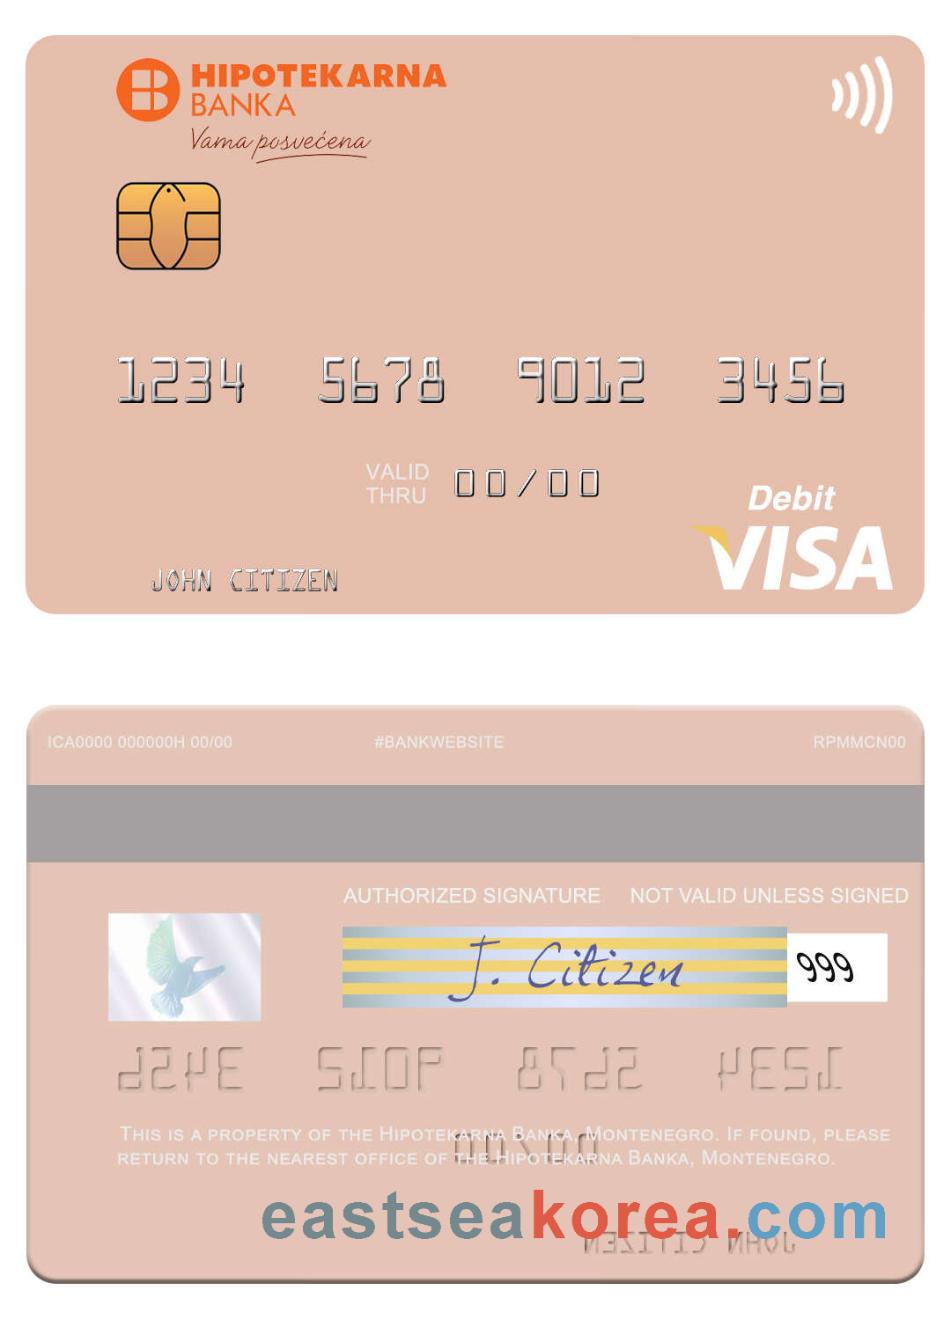 HIPOTEKARNA
BANKA
Vama posvećena
1234 5678 9012 3456
VALID
THRU
00/00
Debit
VISA
JOHN CITIZEN
ICA0000 000000H 00/00 #BANKWEBSITE RPMMCN00
AUTHORIZED SIGNATURE NOT VALID UNLESS SIGNED
J. Citizen 999
THIS IS A PROPERTY OF THE HIPOTEKARNA BANKA, MONTENEGRO. IF FOUND, PLEASE
RETURN TO THE NEAREST OFFICE OF THE HIPOTEKARNA BANKA, MONTENEGRO.
eastseakorea.com